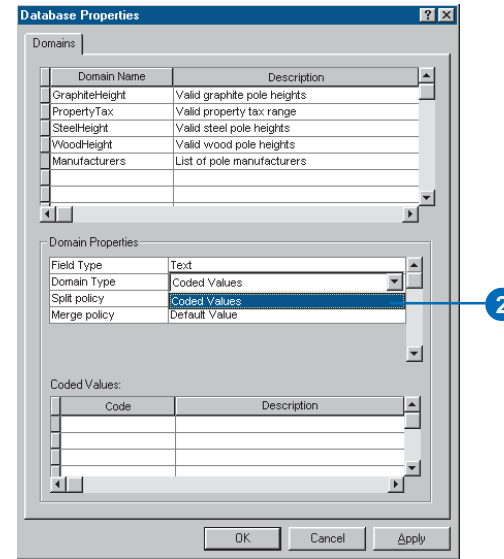 Database Properties
Domains
Domain Name Description
GraphiteHeight Valid graphite pole heights
PropertyTax Valid property tax range
SteelHeight Valid steel pole heights
WoodHeight Valid wood pole heights
Manufacturers List of pole manufacturers
Domain Properties
Field Type Text
Domain Type Coded Values
Split policy Coded Values
Merge policy Default Value
2
Coded Values:
Code Description
OK Cancel Apply